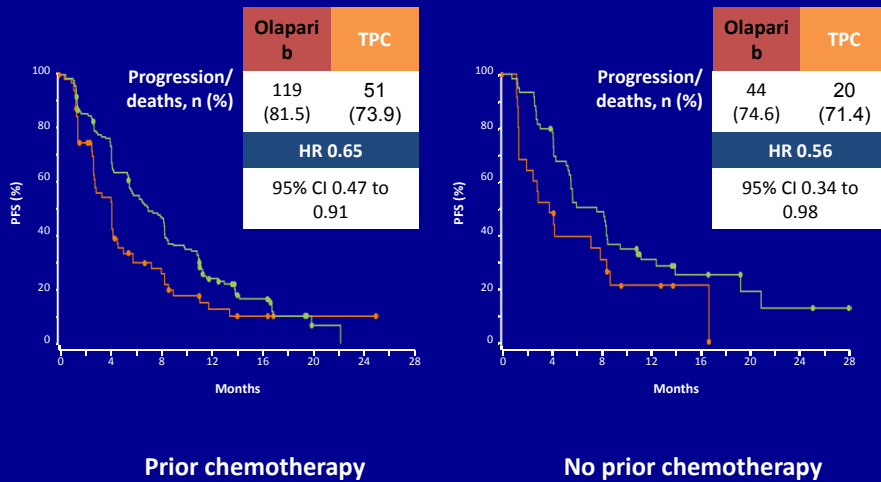 Olapari
b
TPC
Progression/
deaths, n (%)
119
(81.5)
51
(73.9)
HR 0.65
95% CI 0.47 to
0.91
PFS (%)
100
80
60
40
20
0
0 4 8 12 16 20 24 28
Months
Prior chemotherapy
Olapari
b
TPC
Progression/
deaths, n (%)
44
(74.6)
20
(71.4)
HR 0.56
95% CI 0.34 to
0.98
PFS (%)
100
80
60
40
20
0
0 4 8 12 16 20 24 28
Months
No prior chemotherapy